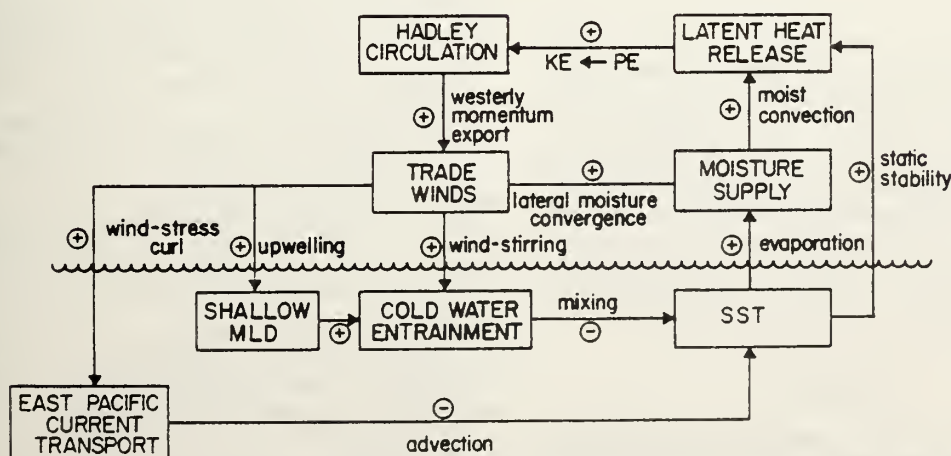 HADLEY
CIRCULATION
+
KE ← PE
LATENT HEAT
RELEASE
+
westerly
momentum
export
+
moist
convection
TRADE
WINDS
+
lateral moisture
convergence
MOISTURE
SUPPLY
+
static
stability
+
wind-stress
curl
+
upwelling
+
wind-stirring
+
evaporation
SHALLOW
MLD
+
COLD WATER
ENTRAINMENT
mixing
−
SST
EAST PACIFIC
CURRENT
TRANSPORT
−
advection